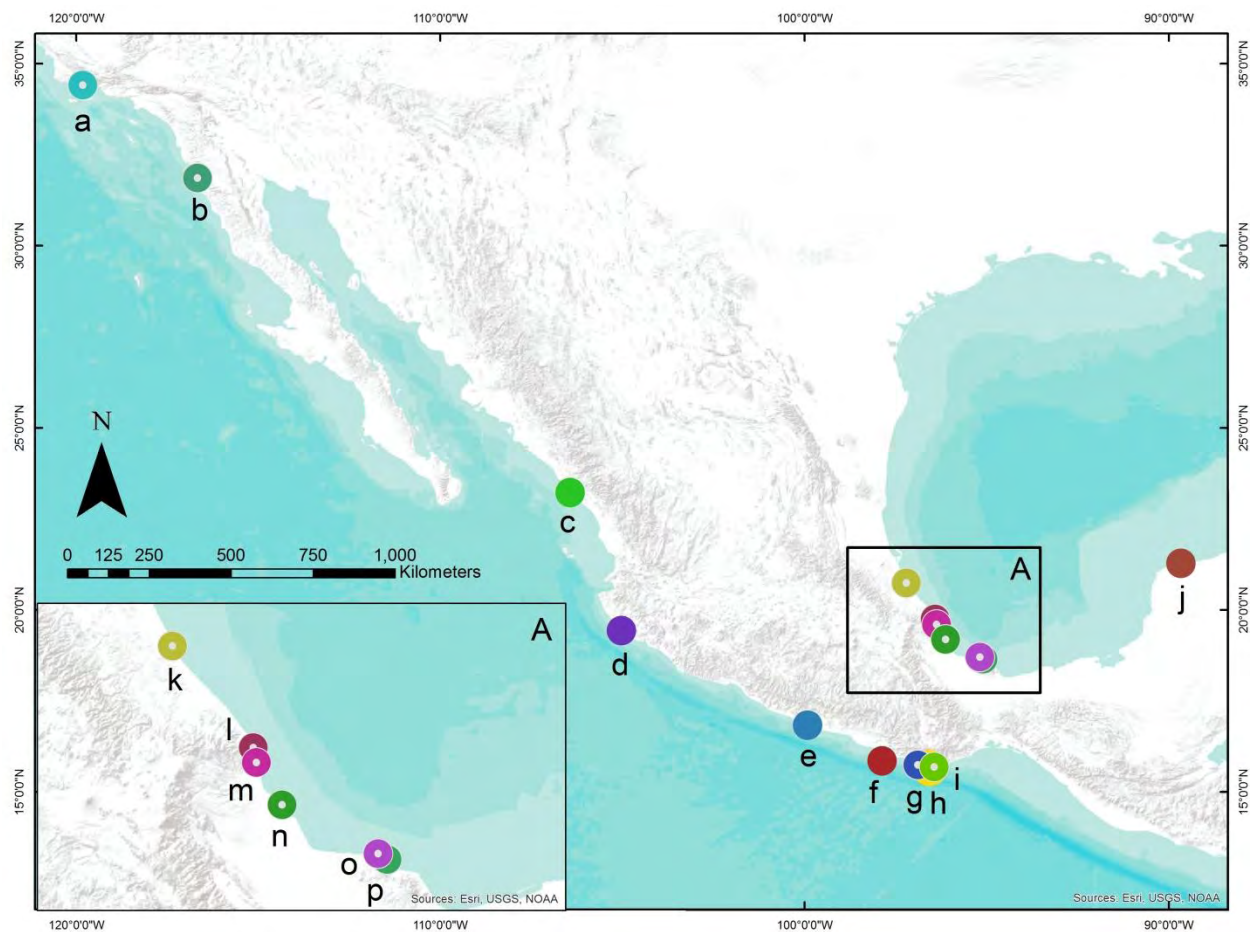 120°0'0"W 110°0'0"W 100°0'0"W 90°0'0"W
35°0'0"N 35°0'0"N
a
b
30°0'0"N 30°0'0"N
25°0'0"N 25°0'0"N
N
c
0 125 250 500 750 1,000
Kilometers
A
j
20°0'0"N 20°0'0"N
d
A
k
e
l
m
f
g
h
i
15°0'0"N 15°0'0"N
n
o
p
Sources: Esri, USGS, NOAA
Sources: Esri, USGS, NOAA
120°0'0"W 110°0'0"W 100°0'0"W 90°0'0"W